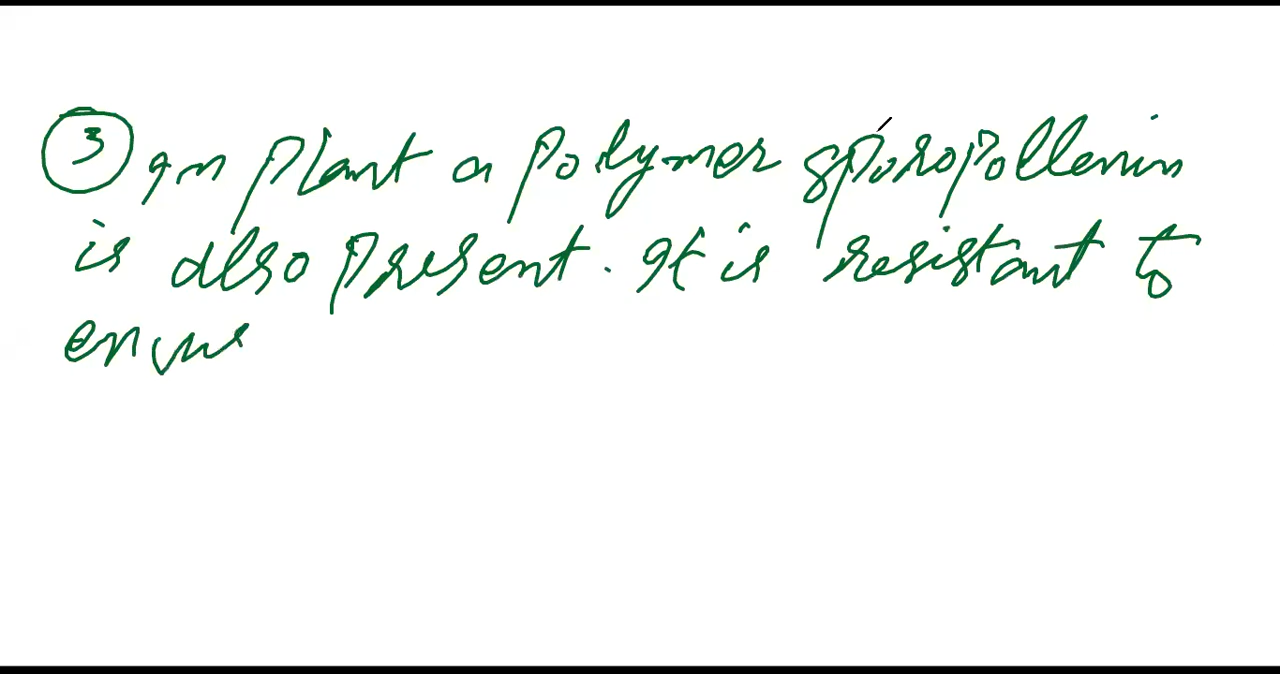 ③ In plant a polymer sporopollenin
is also present. It is resistant to